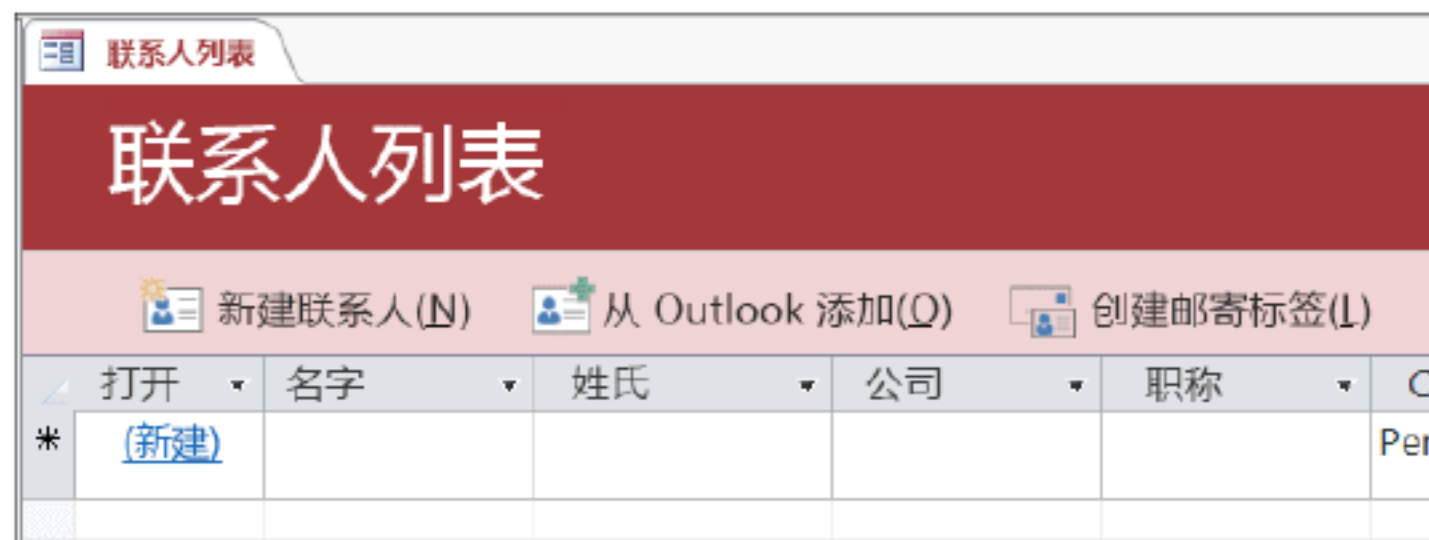 联系人列表
联系人列表
新建联系人(N) 从 Outlook 添加(O) 创建邮寄标签(L)
打开 名字 姓氏 公司 职称
* (新建)